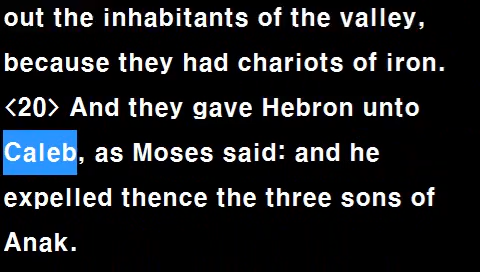 out the inhabitants of the valley,
because they had chariots of iron.
<20> And they gave Hebron unto
Caleb, as Moses said: and he
expelled thence the three sons of
Anak.